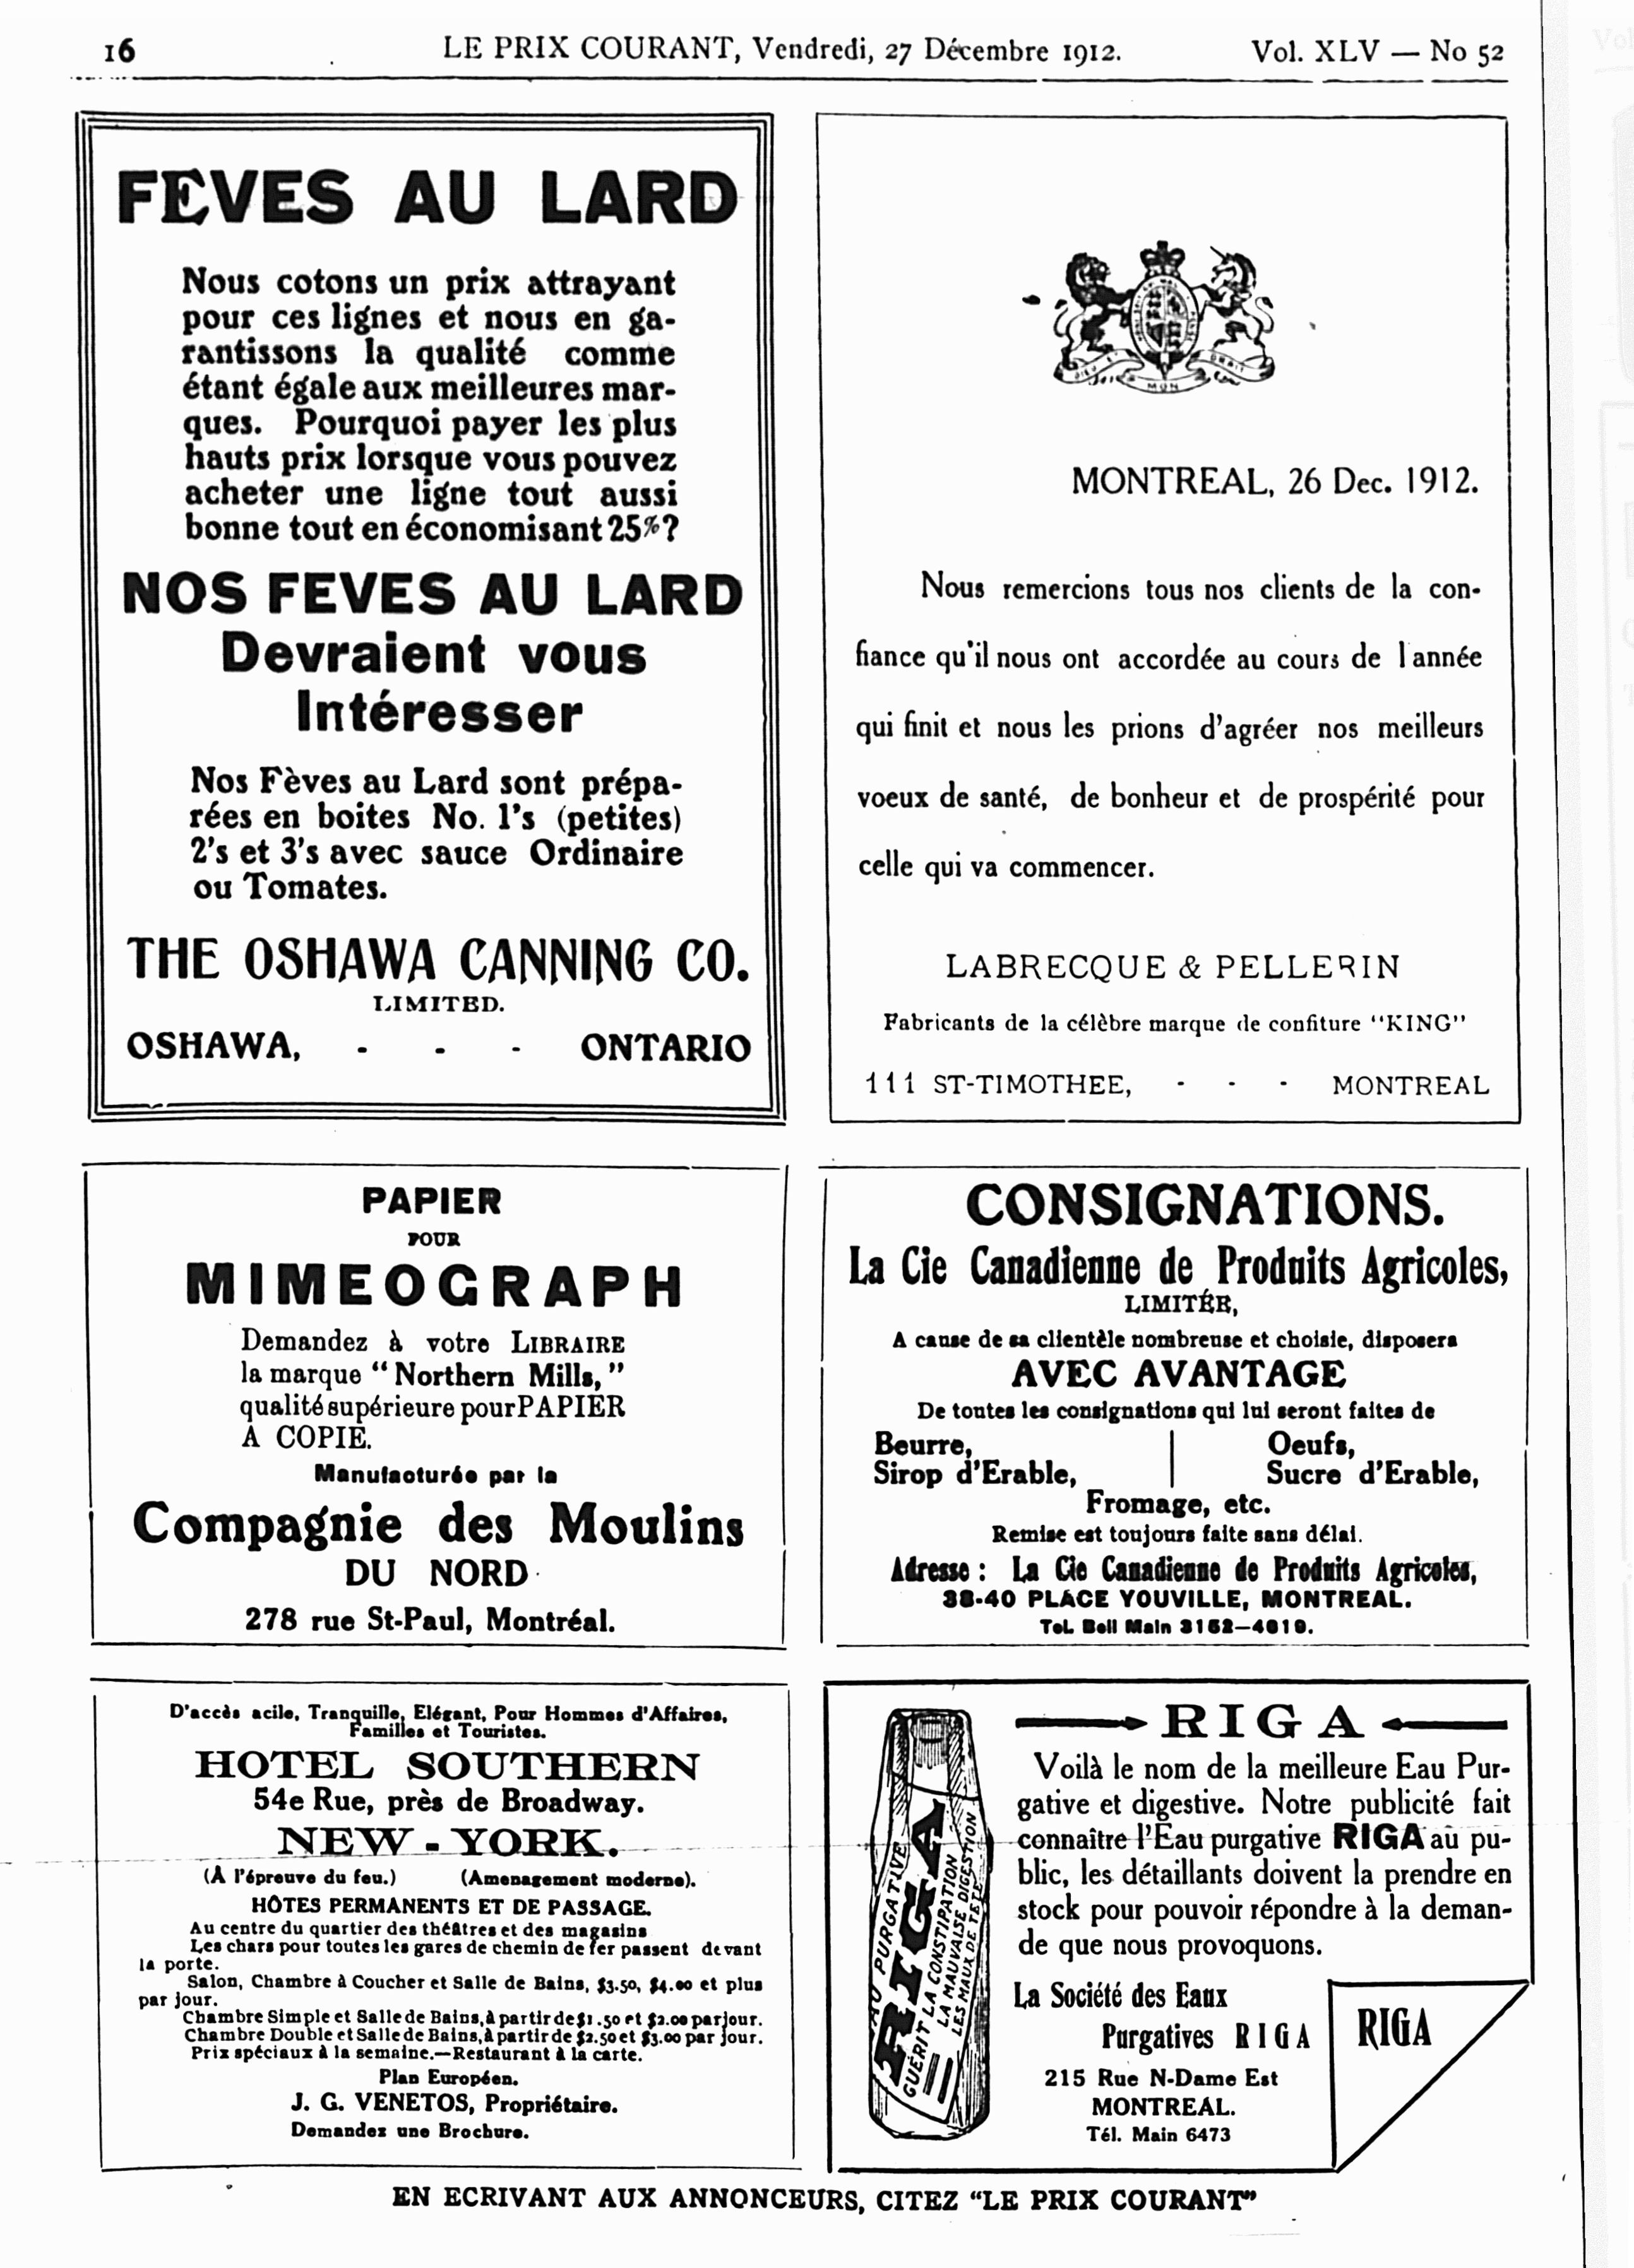 16
LE PRIX COURANT, Vendredi, 27 Décembre 1912.
Vol. XLV — No 52
FEVES AU LARD
Nous cotons un prix attrayant
pour ces lignes et nous en ga-
rantissons la qualité comme
étant égale aux meilleures mar-
ques. Pourquoi payer les plus
hauts prix lorsque vous pouvez
acheter une ligne tout aussi
bonne tout en économisant 25%?
NOS FEVES AU LARD
Devraient vous
Intéresser
Nos Fèves au Lard sont prépa-
rées en boites No. 1's (petites)
2's et 3's avec sauce Ordinaire
ou Tomates.
THE OSHAWA CANNING CO.
LIMITED.
OSHAWA, - - - ONTARIO
DIEU ET MON DROIT
MONTREAL, 26 Dec. 1912.
Nous remercions tous nos clients de la con-
fiance qu'il nous ont accordée au cours de l année
qui finit et nous les prions d'agréer nos meilleurs
voeux de santé, de bonheur et de prospérité pour
celle qui va commencer.
LABRECQUE & PELLERIN
Fabricants de la célèbre marque de confiture "KING"
111 ST-TIMOTHEE, - - - MONTREAL
PAPIER
POUR
MIMEOGRAPH
Demandez à votre LIBRAIRE
la marque "Northern Mills,"
qualité supérieure pour PAPIER
A COPIE.
Manufacturée par la
Compagnie des Moulins
DU NORD
278 rue St-Paul, Montréal.
CONSIGNATIONS.
La Cie Canadienne de Produits Agricoles,
LIMITÉE,
A cause de sa clientèle nombreuse et choisie, disposera
AVEC AVANTAGE
De toutes les consignations qui lui seront faites de
Beurre, Oeufs,
Sirop d'Erable, Sucre d'Erable,
Fromage, etc.
Remise est toujours faite sans délai.
Adresse : La Cie Canadienne de Produits Agricoles,
38-40 PLACE YOUVILLE, MONTREAL.
Tel. Bell Main 3152—4619.
D'accès acile, Tranquille, Elégant, Pour Hommes d'Affaires,
Familles et Touristes.
HOTEL SOUTHERN
54e Rue, près de Broadway.
NEW-YORK.
(À l'épreuve du feu.) (Amenagement moderne).
HÔTES PERMANENTS ET DE PASSAGE.
Au centre du quartier des théâtres et des magasins
Les chars pour toutes les gares de chemin de fer passent devant
la porte.
Salon, Chambre à Coucher et Salle de Bains, $3.50, $4.00 et plus
par jour.
Chambre Simple et Salle de Bains, à partir de $1.50 et $2.00 par jour.
Chambre Double et Salle de Bains, à partir de $2.50 et $3.00 par jour.
Prix spéciaux à la semaine.—Restaurant à la carte.
Plan Européen.
J. G. VENETOS, Propriétaire.
Demandez une Brochure.
EAU PURGATIVE
RIGA
GUÉRIT LA CONSTIPATION
LA MAUVAISE DIGESTION
LES MAUX DE TETE
RIGA
Voilà le nom de la meilleure Eau Pur-
gative et digestive. Notre publicité fait
connaître l'Eau purgative RIGA au pu-
blic, les détaillants doivent la prendre en
stock pour pouvoir répondre à la deman-
de que nous provoquons.
La Société des Eaux
Purgatives RIGA
215 Rue N-Dame Est
MONTREAL.
Tél. Main 6473
RIGA
EN ECRIVANT AUX ANNONCEURS, CITEZ "LE PRIX COURANT"